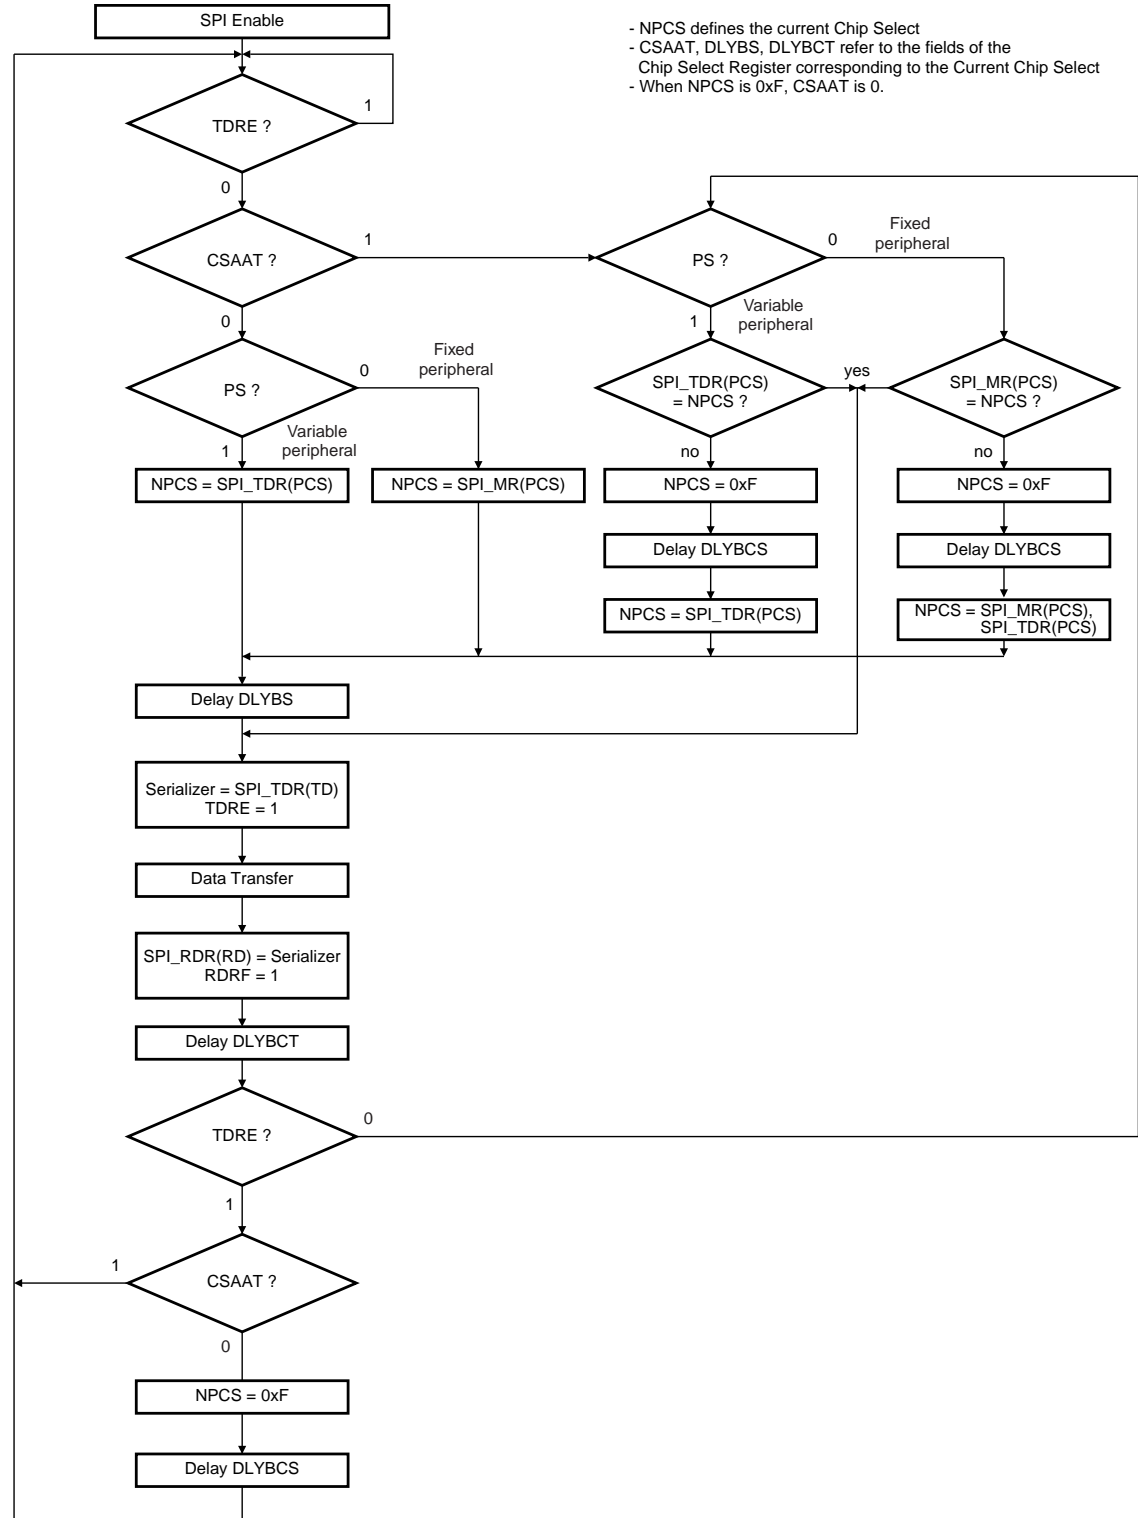 SPI Enable
- NPCS defines the current Chip Select
- CSAAT, DLYBS, DLYBCT refer to the fields of the
Chip Select Register corresponding to the Current Chip Select
- When NPCS is 0xF, CSAAT is 0.
TDRE ?
1
0
CSAAT ?
1
PS ?
0
Fixed
peripheral
0
1
Variable
peripheral
PS ?
0
Fixed
peripheral
SPI_TDR(PCS)
= NPCS ?
yes
SPI_MR(PCS)
= NPCS ?
1
Variable
peripheral
no
no
NPCS = SPI_TDR(PCS)
NPCS = SPI_MR(PCS)
NPCS = 0xF
NPCS = 0xF
Delay DLYBCS
Delay DLYBCS
NPCS = SPI_TDR(PCS)
NPCS = SPI_MR(PCS),
SPI_TDR(PCS)
Delay DLYBS
Serializer = SPI_TDR(TD)
TDRE = 1
Data Transfer
SPI_RDR(RD) = Serializer
RDRF = 1
Delay DLYBCT
TDRE ?
0
1
CSAAT ?
1
0
NPCS = 0xF
Delay DLYBCS